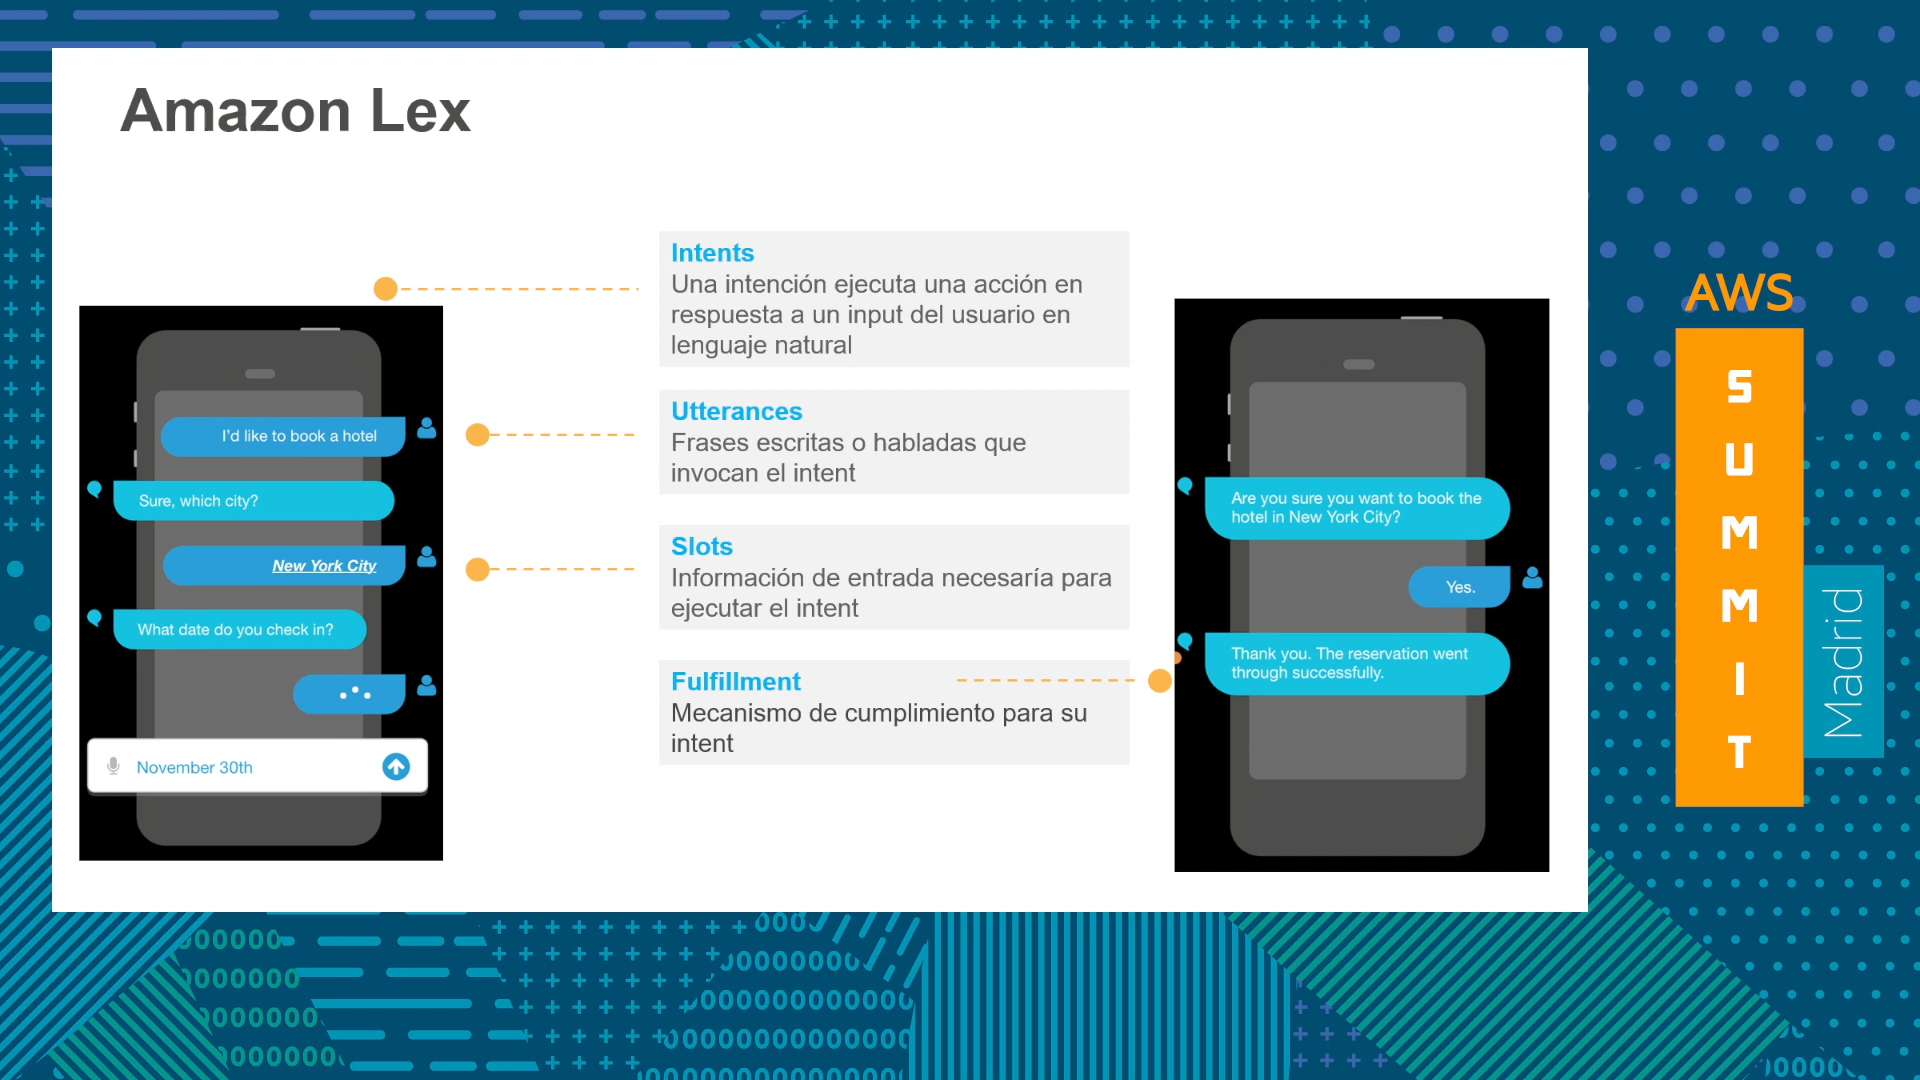 Amazon Lex
I'd like to book a hotel
Sure, which city?
New York City
What date do you check in?
November 30th
Intents
Una intención ejecuta una acción en
respuesta a un input del usuario en
lenguaje natural
Utterances
Frases escritas o habladas que
invocan el intent
Slots
Información de entrada necesaría para
ejecutar el intent
Fulfillment
Mecanismo de cumplimiento para su
intent
Are you sure you want to book the
hotel in New York City?
Yes.
Thank you. The reservation went
through successfully.
AWS
SUMMIT
Madrid